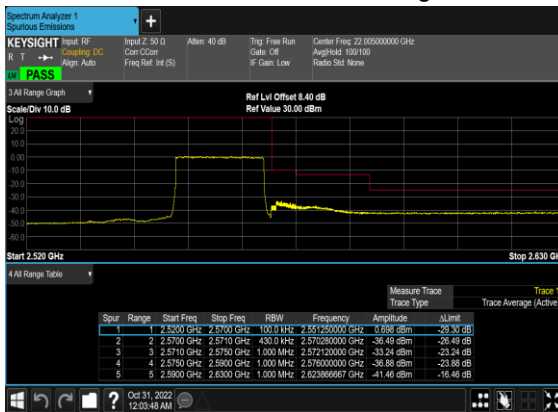 Spectrum Analyzer 1
Spurious Emissions
+
KEYSIGHT Input: RF Input Z: 50 Ω Atten: 40 dB Trig: Free Run Center Freq: 22.005000000 GHz
R T Coupling: DC Corr CCorr Gate: Off Avg|Hold: 100/100
Align: Auto Freq Ref: Int (S) IF Gain: Low Radio Std: None
PASS
3 All Range Graph
Ref Lvl Offset 8.40 dB
Scale/Div 10.0 dB Ref Value 30.00 dBm
Log
20.0
10.0
0.00
-10.0
-20.0
-30.0
-40.0
-50.0
-60.0
Start 2.520 GHz Stop 2.630 GH
4 All Range Table
Measure Trace Trace 1
Trace Type Trace Average (Active
Spur Range Start Freq Stop Freq RBW Frequency Amplitude ΔLimit
1 1 2.5200 GHz 2.5700 GHz 100.0 kHz 2.551250000 GHz 0.698 dBm -29.30 dB
2 2 2.5700 GHz 2.5710 GHz 430.0 kHz 2.570280000 GHz -36.49 dBm -26.49 dB
3 3 2.5710 GHz 2.5750 GHz 1.000 MHz 2.572120000 GHz -33.24 dBm -23.24 dB
4 4 2.5750 GHz 2.5900 GHz 1.000 MHz 2.576000000 GHz -36.88 dBm -23.88 dB
5 5 2.5900 GHz 2.6300 GHz 1.000 MHz 2.623866667 GHz -41.46 dBm -16.46 dB
? Oct 31, 2022
12:03:48 AM